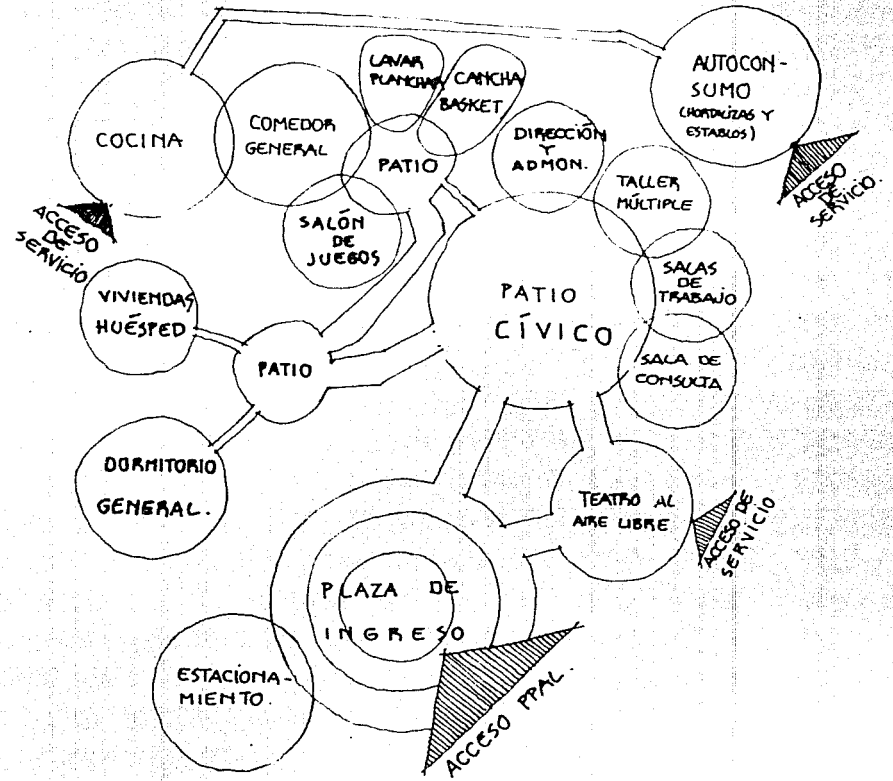 LAVAR
PLANCHAR
CANCHA
BASKET
AUTOCON-
SUMO
(HORTALIZAS Y
ESTABLOS)
COCINA
COMEDOR
GENERAL
PATIO
DIRECCIÓN
Y
ADMON.
TALLER
MÚLTIPLE
ACCESO
DE
SERVICIO.
ACCESO
DE
SERVICIO
SALÓN
DE
JUEGOS
VIVIENDAS
HUÉSPED
PATIO
CÍVICO
SALAS
DE
TRABAJO
PATIO
SALA DE
CONSULTA
DORMITORIO
GENERAL.
TEATRO AL
AIRE LIBRE
ACCESO DE
SERVICIO
PLAZA DE
INGRESO
ESTACIONA-
MIENTO.
ACCESO PPAL.